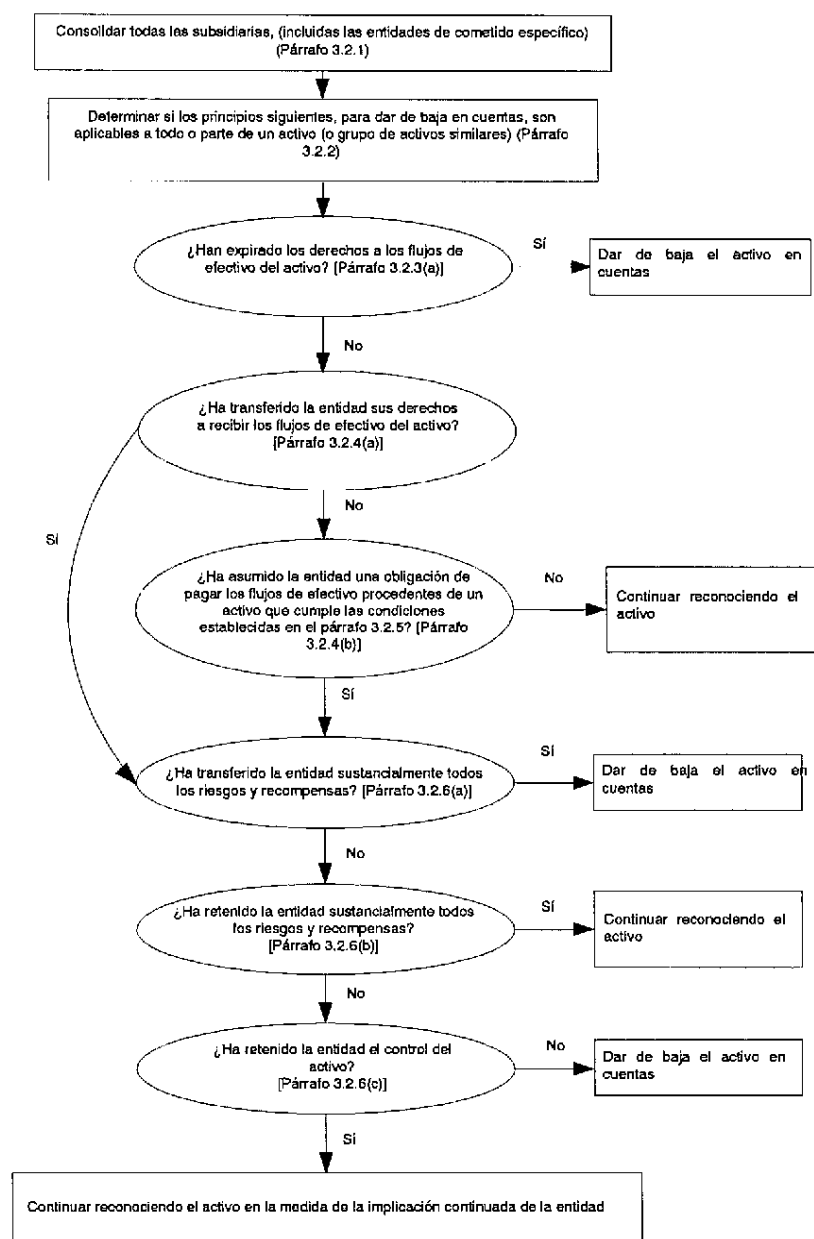 Consolidar todas las subsidiarias, (incluidas las entidades de cometido específico)
(Párrafo 3.2.1)
Determinar si los principios siguientes, para dar de baja en cuentas, son
aplicables a todo o parte de un activo (o grupo de activos similares) (Párrafo
3.2.2)
¿Han expirado los derechos a los flujos de
efectivo del activo? [Párrafo 3.2.3(a)]
Sí
Dar de baja el activo en
cuentas
No
¿Ha transferido la entidad sus derechos
a recibir los flujos de efectivo del activo?
[Párrafo 3.2.4(a)]
Sí
No
¿Ha asumido la entidad una obligación de
pagar los flujos de efectivo procedentes de un
activo que cumple las condiciones
establecidas en el párrafo 3.2.5? [Párrafo
3.2.4(b)]
No
Continuar reconociendo el
activo
Sí
¿Ha transferido la entidad sustancialmente todos
los riesgos y recompensas? [Párrafo 3.2.6(a)]
Sí
Dar de baja el activo en
cuentas
No
¿Ha retenido la entidad sustancialmente todos
los riesgos y recompensas?
[Párrafo 3.2.6(b)]
Sí
Continuar reconociendo el
activo
No
¿Ha retenido la entidad el control del
activo?
[Párrafo 3.2.6(c)]
No
Dar de baja el activo en
cuentas
Sí
Continuar reconociendo el activo en la medida de la implicación continuada de la entidad